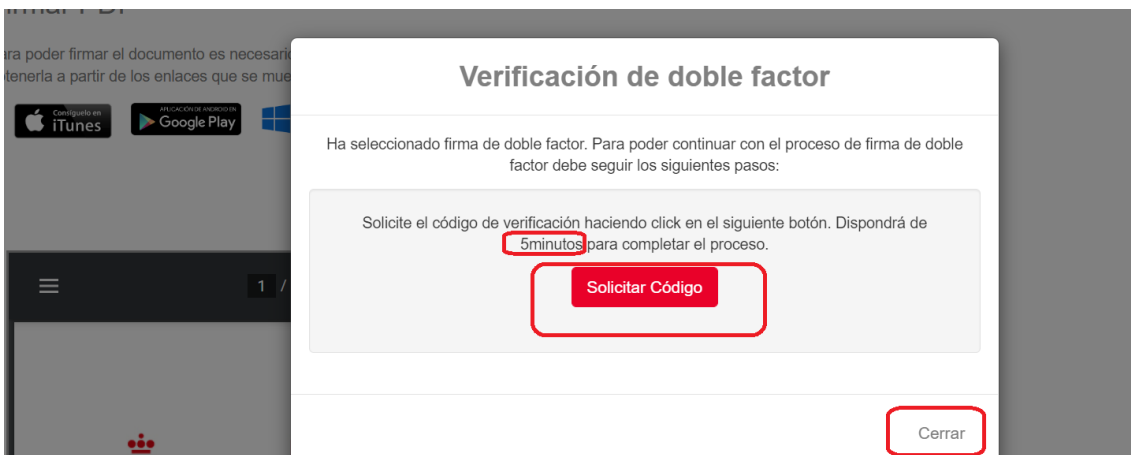 Verificación de doble factor
ara poder firmar el documento es necesari
tenerla a partir de los enlaces que se mue
Consíguelo en
iTunes
APLICACIÓN DE ANDROID EN
Google Play
Ha seleccionado firma de doble factor. Para poder continuar con el proceso de firma de doble
factor debe seguir los siguientes pasos:
Solicite el código de verificación haciendo click en el siguiente botón. Dispondrá de
5minutos para completar el proceso.
Solicitar Código
1 /
Cerrar